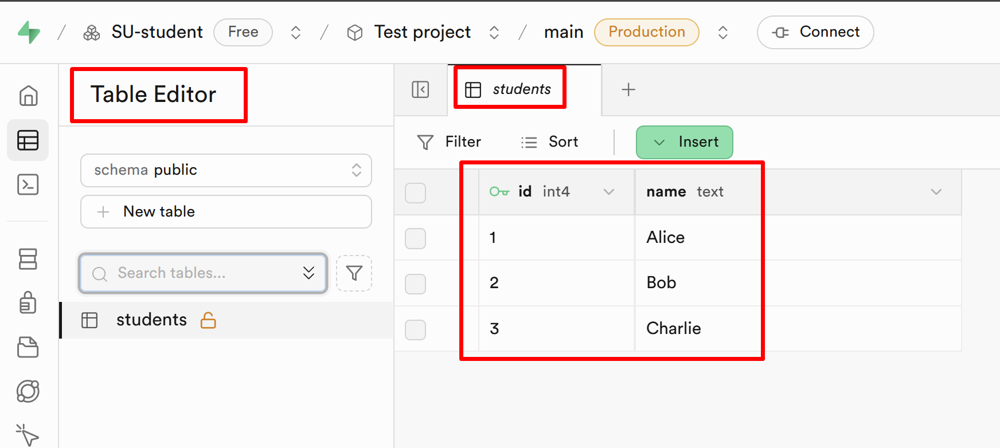 SU-student Free Test project main Production Connect
Table Editor
students
Filter Sort Insert
schema public
New table
Search tables...
students
id int4 name text
1 Alice
2 Bob
3 Charlie